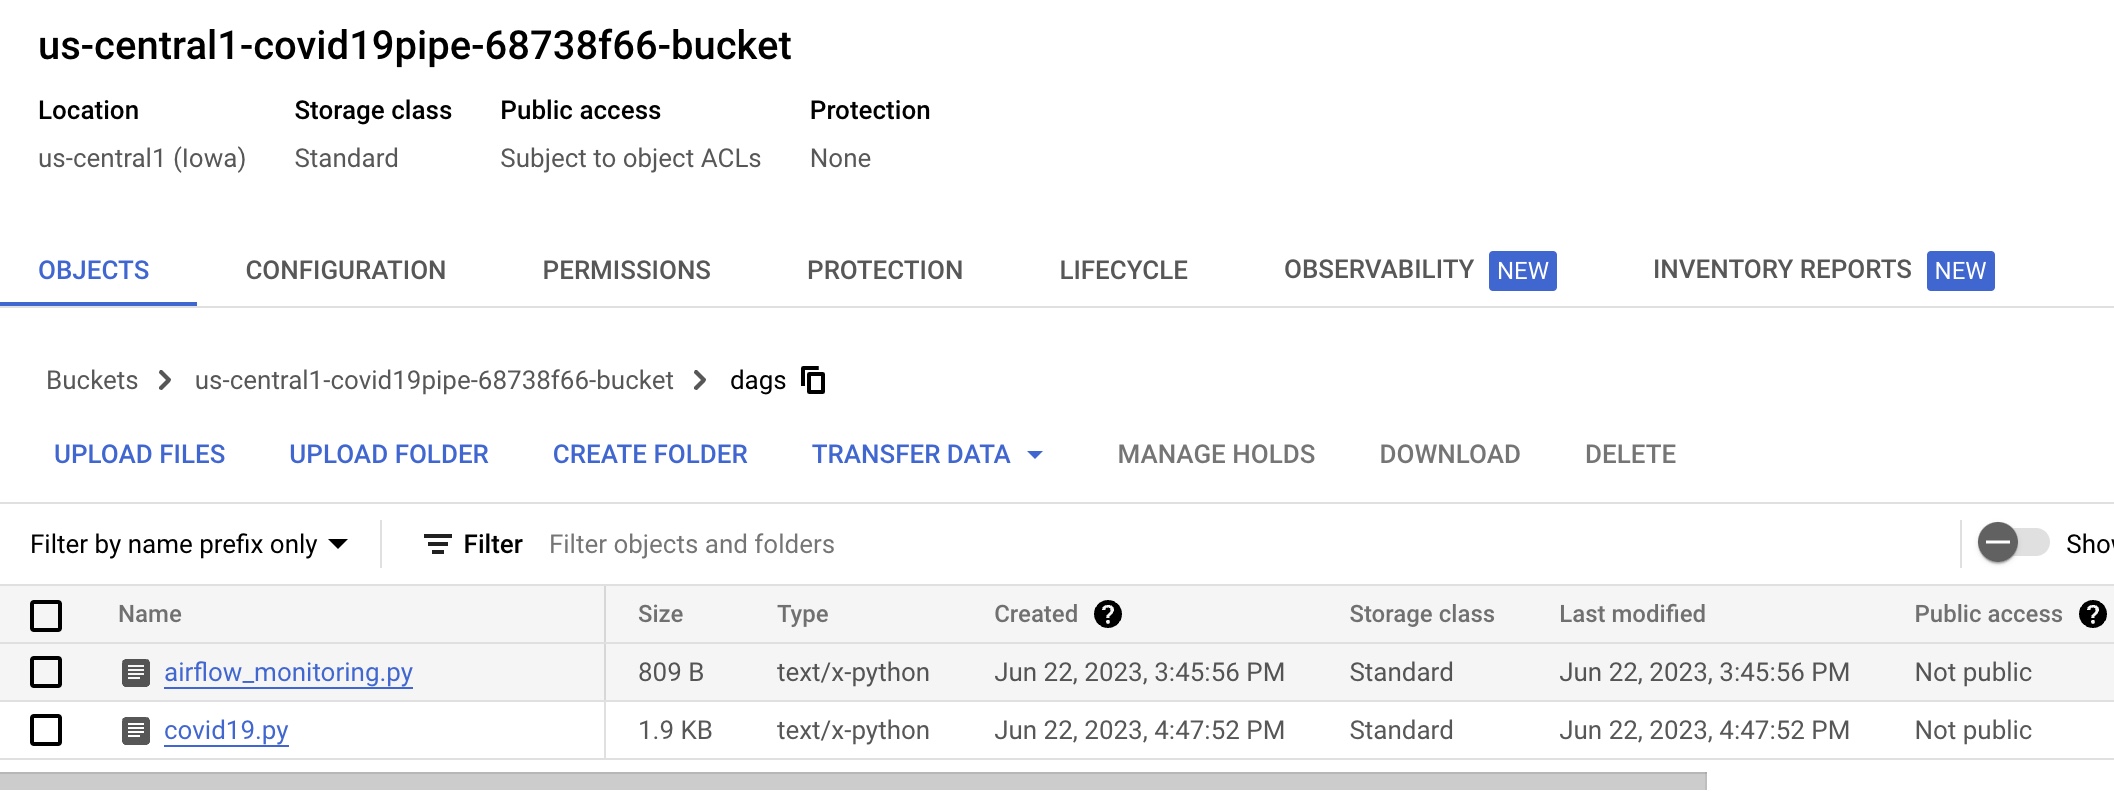 us-central1-covid19pipe-68738f66-bucket
Location Storage class Public access Protection
us-central1 (Iowa) Standard Subject to object ACLs None
OBJECTS CONFIGURATION PERMISSIONS PROTECTION LIFECYCLE OBSERVABILITY NEW INVENTORY REPORTS NEW
Buckets us-central1-covid19pipe-68738f66-bucket dags
UPLOAD FILES UPLOAD FOLDER CREATE FOLDER TRANSFER DATA MANAGE HOLDS DOWNLOAD DELETE
Filter by name prefix only Filter Filter objects and folders
Name Size Type Created ? Storage class Last modified Public access ?
airflow_monitoring.py 809 B text/x-python Jun 22, 2023, 3:45:56 PM Standard Jun 22, 2023, 3:45:56 PM Not public
covid19.py 1.9 KB text/x-python Jun 22, 2023, 4:47:52 PM Standard Jun 22, 2023, 4:47:52 PM Not public